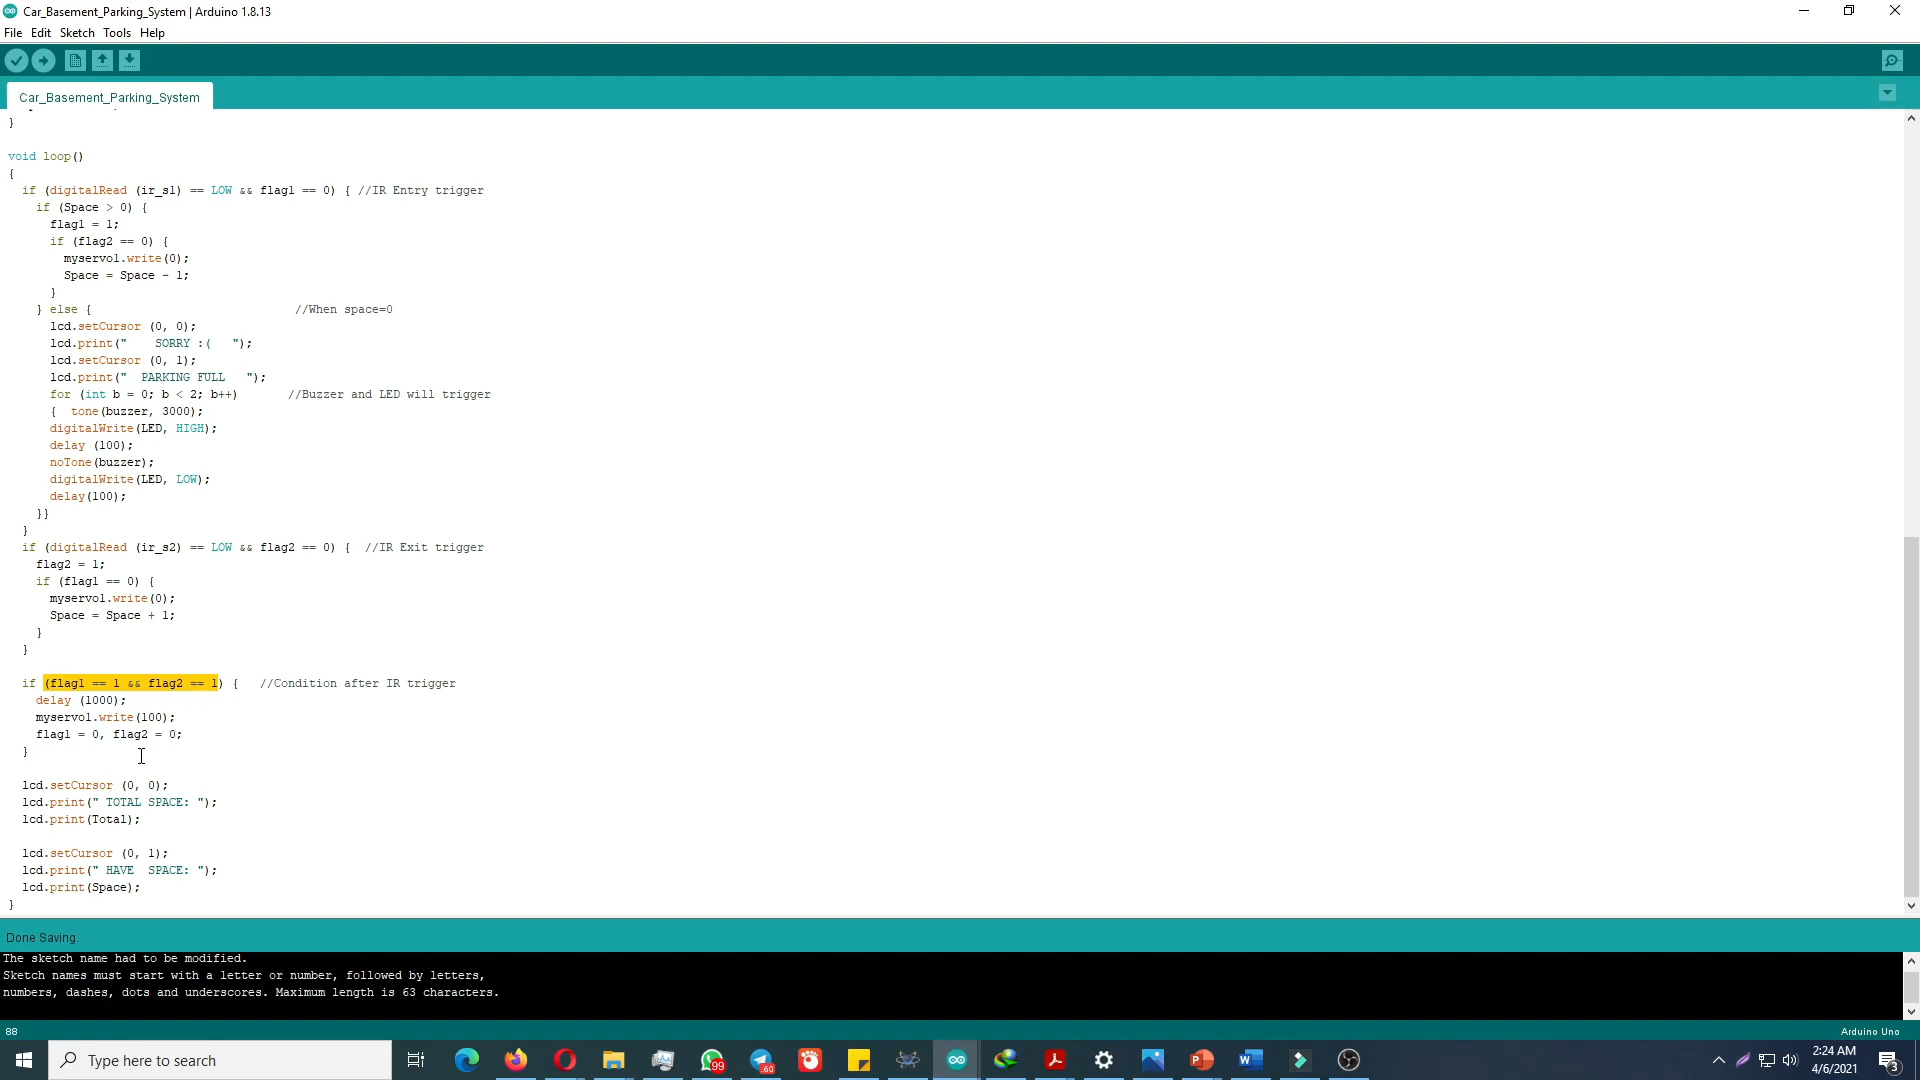 Car_Basement_Parking_System | Arduino 1.8.13
File Edit Sketch Tools Help
Car_Basement_Parking_System
}
void loop()
{
if (digitalRead (ir_s1) == LOW && flag1 == 0) { //IR Entry trigger
if (Space > 0) {
flag1 = 1;
if (flag2 == 0) {
myservo1.write(0);
Space = Space - 1;
}
} else { //When space=0
lcd.setCursor (0, 0);
lcd.print("    SORRY :(   ");
lcd.setCursor (0, 1);
lcd.print("  PARKING FULL   ");
for (int b = 0; b < 2; b++) //Buzzer and LED will trigger
{  tone(buzzer, 3000);
digitalWrite(LED, HIGH);
delay (100);
noTone(buzzer);
digitalWrite(LED, LOW);
delay(100);
}}
}
if (digitalRead (ir_s2) == LOW && flag2 == 0) {  //IR Exit trigger
flag2 = 1;
if (flag1 == 0) {
myservo1.write(0);
Space = Space + 1;
}
}
if (flag1 == 1 && flag2 == 1) {   //Condition after IR trigger
delay (1000);
myservo1.write(100);
flag1 = 0, flag2 = 0;
}
lcd.setCursor (0, 0);
lcd.print(" TOTAL SPACE: ");
lcd.print(Total);
lcd.setCursor (0, 1);
lcd.print(" HAVE  SPACE: ");
lcd.print(Space);
}
Done Saving.
The sketch name had to be modified.
Sketch names must start with a letter or number, followed by letters,
numbers, dashes, dots and underscores. Maximum length is 63 characters.
88
Arduino Uno
Type here to search
99
.60
2:24 AM
4/6/2021
3